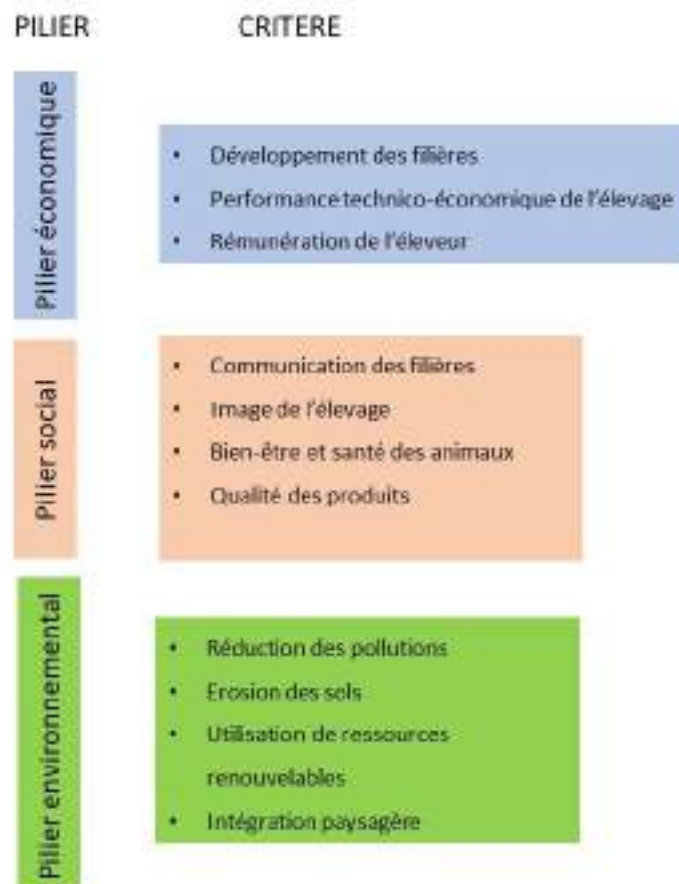 PILIER CRITERE
Pilier économique
• Développement des filières
• Performance technico-économique de l'élevage
• Rémunération de l'éleveur
Pilier social
• Communication des filières
• Image de l'élevage
• Bien-être et santé des animaux
• Qualité des produits
Pilier environnemental
• Réduction des pollutions
• Erosion des sols
• Utilisation de ressources
renouvelables
• Intégration paysagère